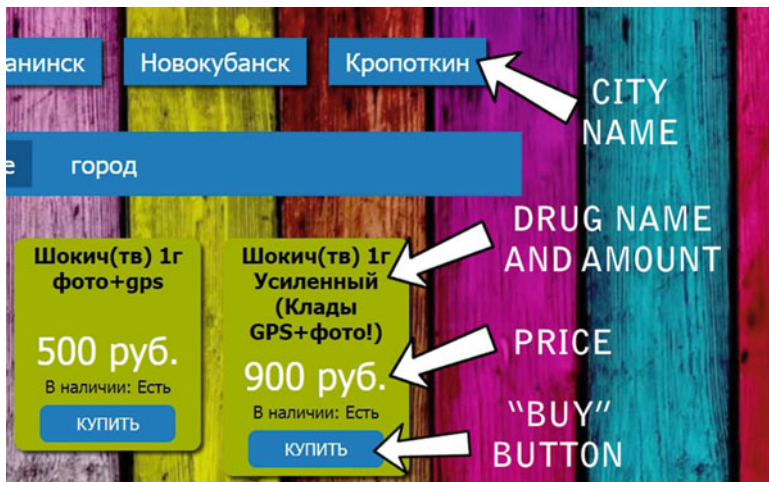 анинск Новокубанск Кропоткин
CITY
NAME
е город
DRUG NAME
AND AMOUNT
Шокич(тв) 1г
фото+gps
500 руб.
В наличии: Есть
КУПИТЬ
Шокич(тв) 1г
Усиленный
(Клады
GPS+фото!)
900 руб.
В наличии: Есть
КУПИТЬ
PRICE
“BUY”
BUTTON